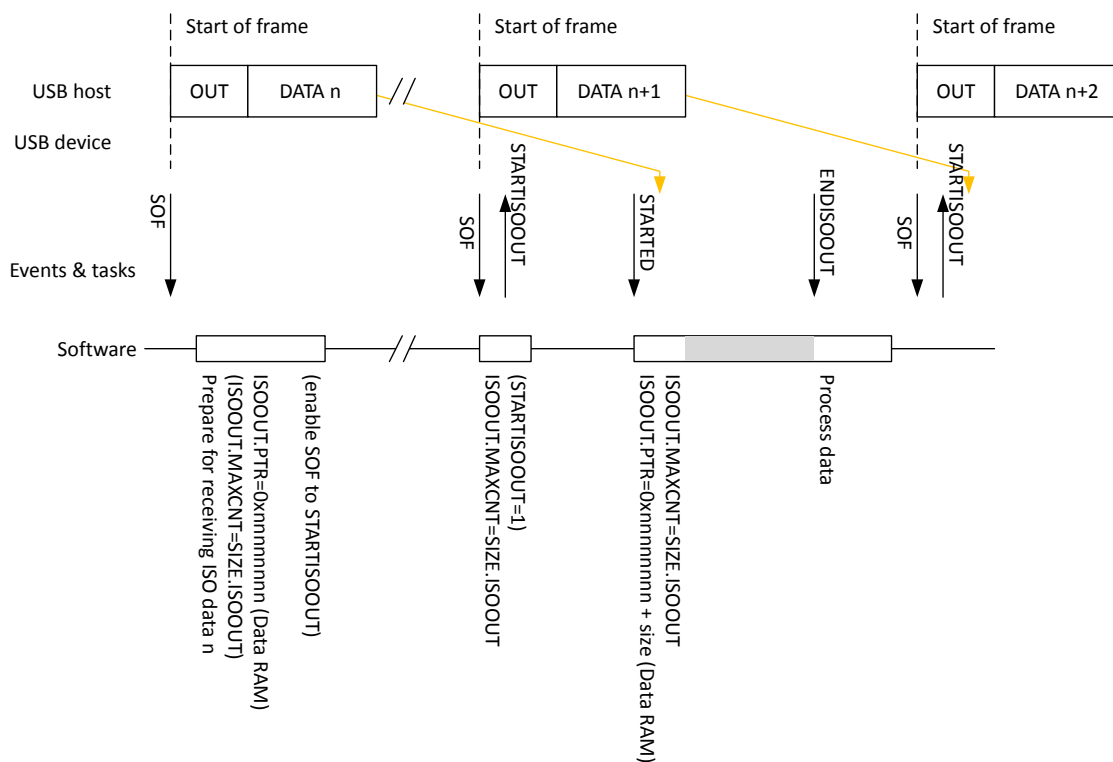 Start of frame
Start of frame
Start of frame
USB host
OUT
DATA n
OUT
DATA n+1
OUT
DATA n+2
USB device
SOF
SOF
STARTISOOUT
STARTED
ENDISOOUT
SOF
STARTISOOUT
Events & tasks
Software
Prepare for receiving ISO data n
(ISOOUT.MAXCNT=SIZE.ISOOUT)
ISOOUT.PTR=0xnnnnnnnn (Data RAM)
(enable SOF to STARTISOOUT)
ISOOUT.MAXCNT=SIZE.ISOOUT
(STARTISOOUT=1)
ISOOUT.PTR=0xnnnnnnnn + size (Data RAM)
ISOOUT.MAXCNT=SIZE.ISOOUT
Process data